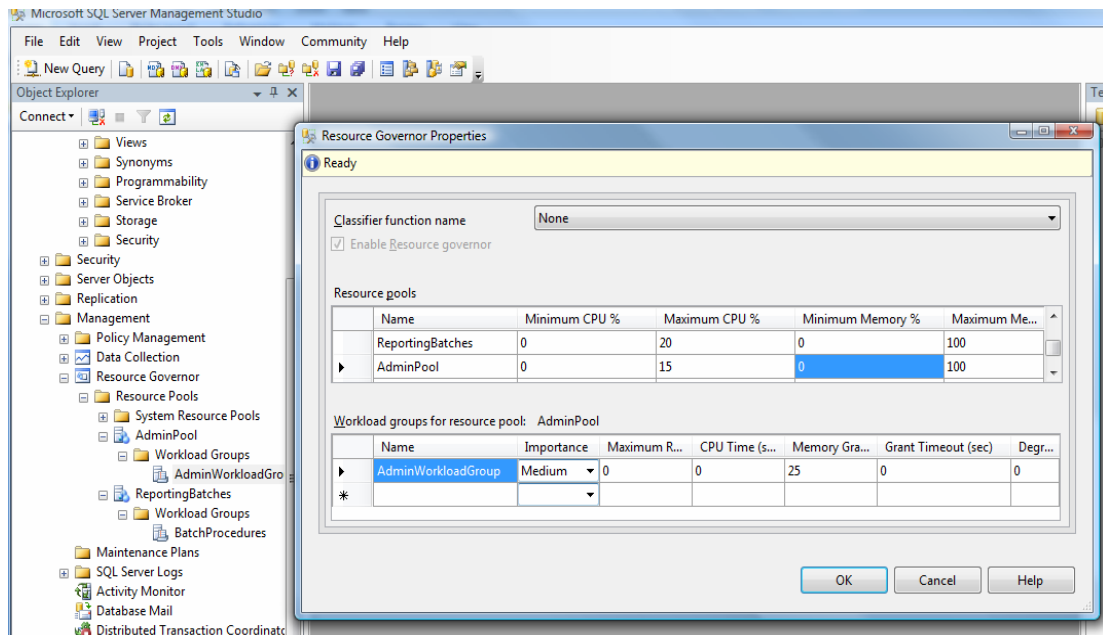 Microsoft SQL Server Management Studio
File Edit View Project Tools Window Community Help
New Query
Object Explorer
Connect
Views
Synonyms
Programmability
Service Broker
Storage
Security
Security
Server Objects
Replication
Management
Policy Management
Data Collection
Resource Governor
Resource Pools
System Resource Pools
AdminPool
Workload Groups
AdminWorkloadGro
ReportingBatches
Workload Groups
BatchProcedures
Maintenance Plans
SQL Server Logs
Activity Monitor
Database Mail
Distributed Transaction Coordinato
Te
Resource Governor Properties
Ready
Classifier function name None
Enable Resource governor
Resource pools
Name Minimum CPU % Maximum CPU % Minimum Memory % Maximum Me...
ReportingBatches 0 20 0 100
AdminPool 0 15 0 100
Workload groups for resource pool: AdminPool
Name Importance Maximum R... CPU Time (s... Memory Gra... Grant Timeout (sec) Degr...
AdminWorkloadGroup Medium 0 0 25 0 0
OK Cancel Help